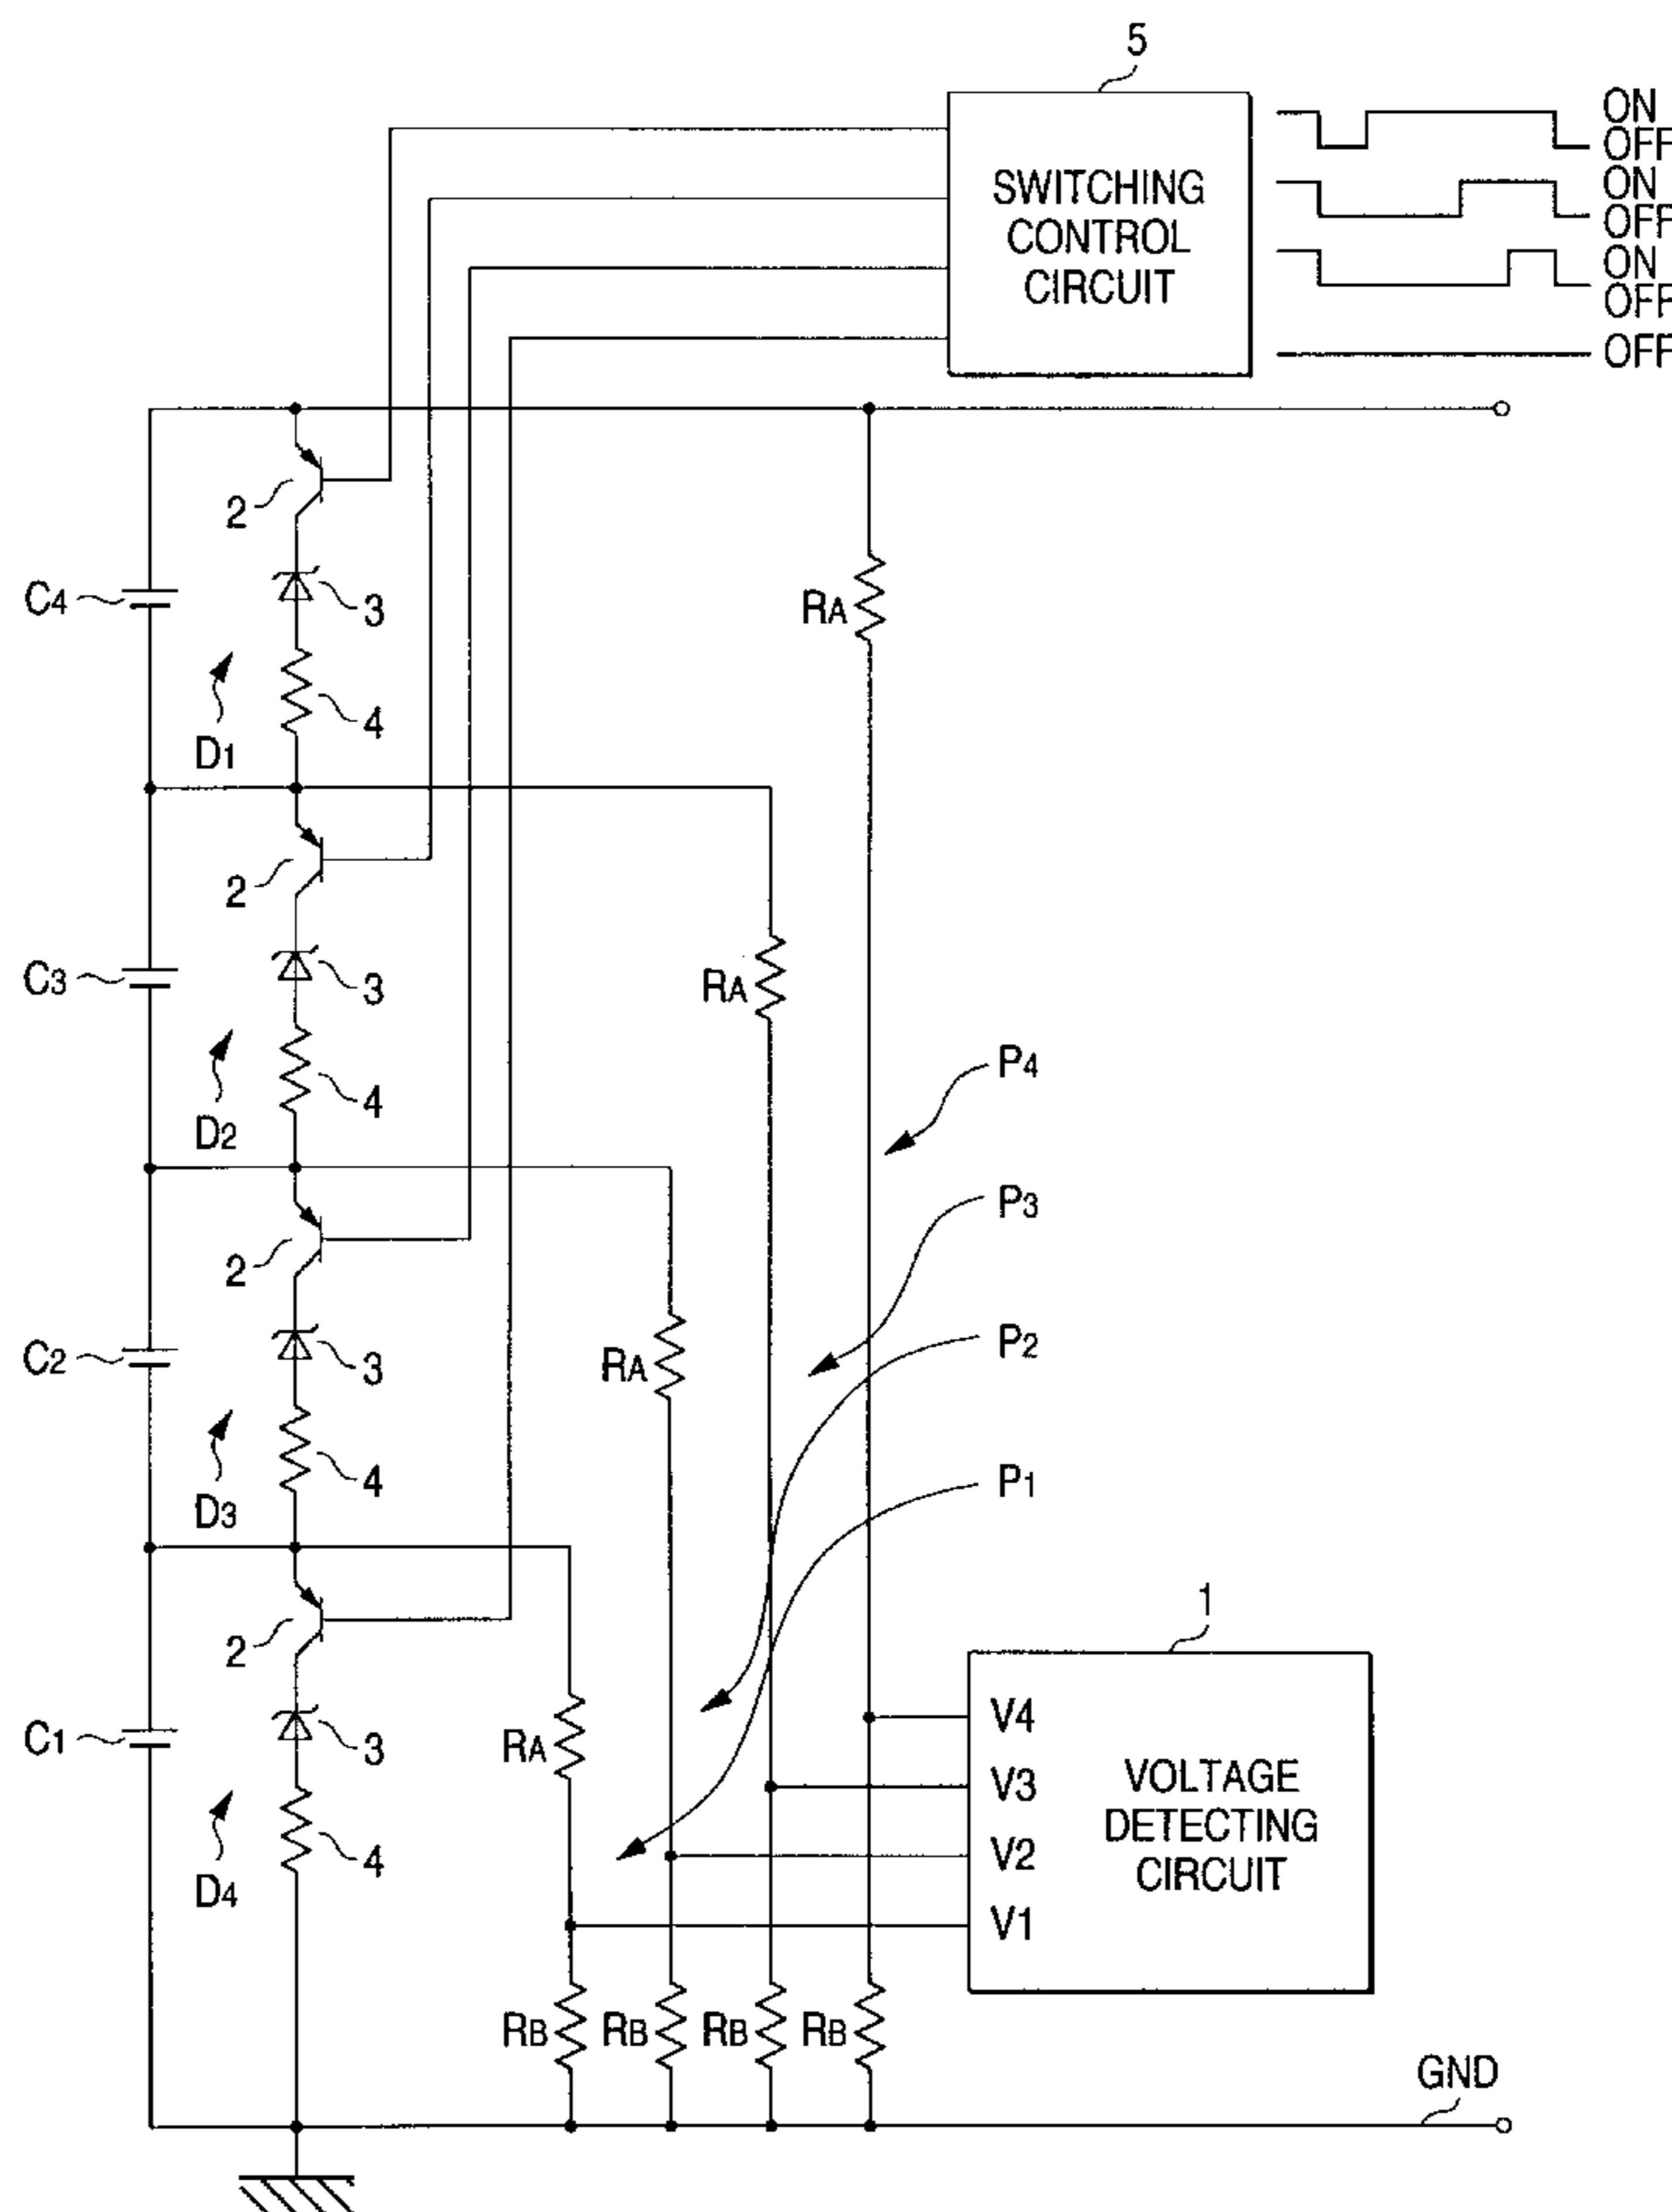 5
ON
OFF
SWITCHING
CONTROL
CIRCUIT
ON
OFF
ON
OFF
OFF
2
C4
3
RA
D1
4
2
C3
3
RA
D2
4
P4
P3
2
C2
3
RA
P2
D3
4
P1
1
2
C1
3
RA
V4
V3
V2
V1
VOLTAGE
DETECTING
CIRCUIT
D4
4
RB RB RB RB
GND